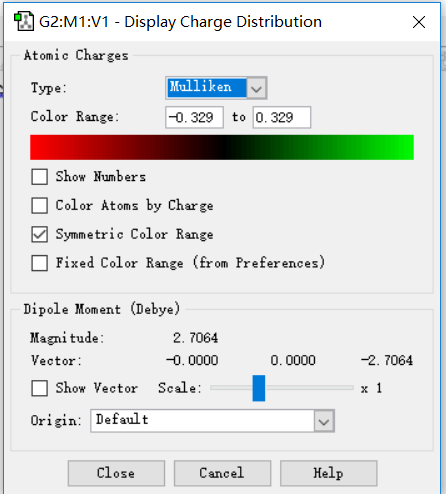 G2:M1:V1 - Display Charge Distribution
Atomic Charges
Type: Mulliken
Color Range: -0.329 to 0.329
Show Numbers
Color Atoms by Charge
Symmetric Color Range
Fixed Color Range (from Preferences)
Dipole Moment (Debye)
Magnitude: 2.7064
Vector: -0.0000 0.0000 -2.7064
Show Vector Scale: x 1
Origin: Default
Close Cancel Help